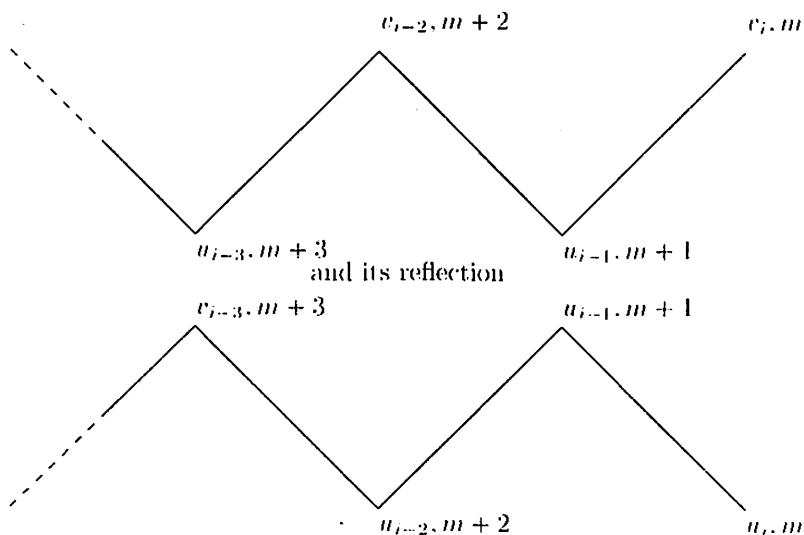 v_{i-2}, m + 2 v_i, m
u_{i-3}, m + 3 u_{i-1}, m + 1
and its reflection
v_{i-3}, m + 3 u_{i-1}, m + 1
u_{i-2}, m + 2 u_i, m